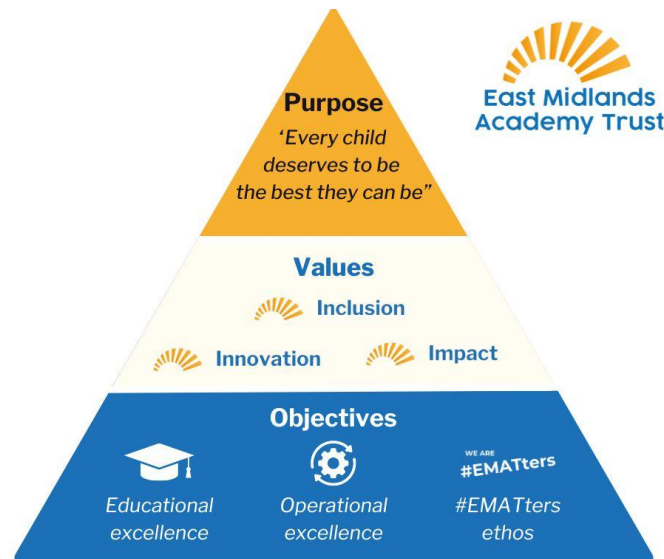 Purpose
‘Every child
deserves to be
the best they can be”
East Midlands
Academy Trust
Values
Inclusion
Innovation
Impact
Objectives
WE ARE
#EMATters
Educational
excellence
Operational
excellence
#EMATters
ethos